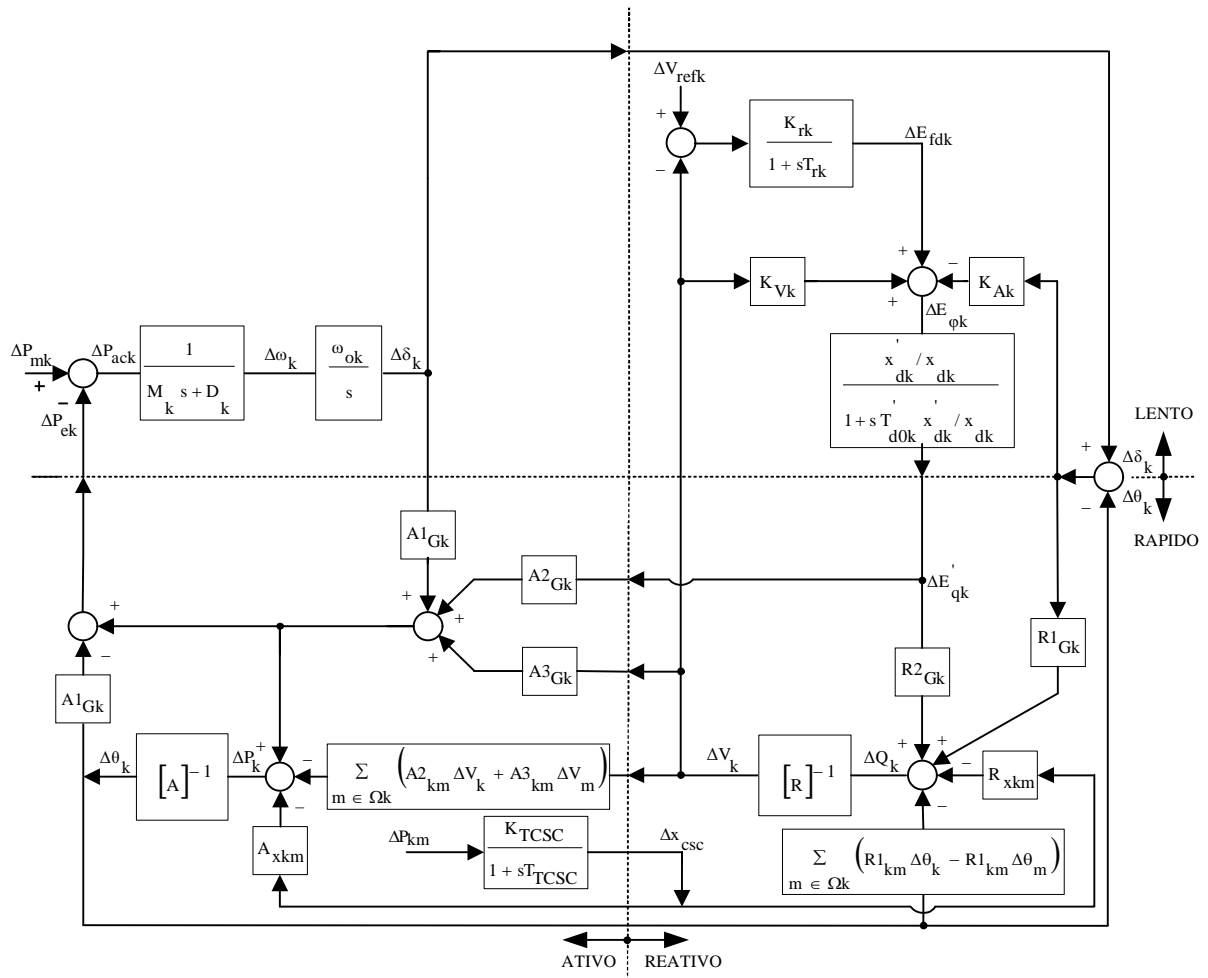 ΔV_refk
+
−
K_rk
1 + sT_rk
ΔE_fdk
+
−
K_Vk
+
K_Ak
ΔE_φk
ΔP_mk
+
−
ΔP_ack
1
M_k s + D_k
Δω_k
ω_ok
s
Δδ_k
ΔP_ek
x'_dk / x_dk
1 + s T'_d0k x'_dk / x_dk
LENTO
+
Δδ_k
Δθ_k
−
RAPIDO
A1_Gk
A2_Gk
ΔE'_qk
+
+
+
+
−
A3_Gk
R2_Gk
R1_Gk
A1_Gk
Δθ_k
[A]^−1
ΔP_k
+
−
−
∑ m ∈ Ωk (A2_km ΔV_k + A3_km ΔV_m)
ΔV_k
[R]^−1
ΔQ_k
+
+
−
−
R_xkm
A_xkm
ΔP_km
K_TCSC
1 + sT_TCSC
Δx_csc
∑ m ∈ Ωk (R1_km Δθ_k − R1_km Δθ_m)
ATIVO
REATIVO